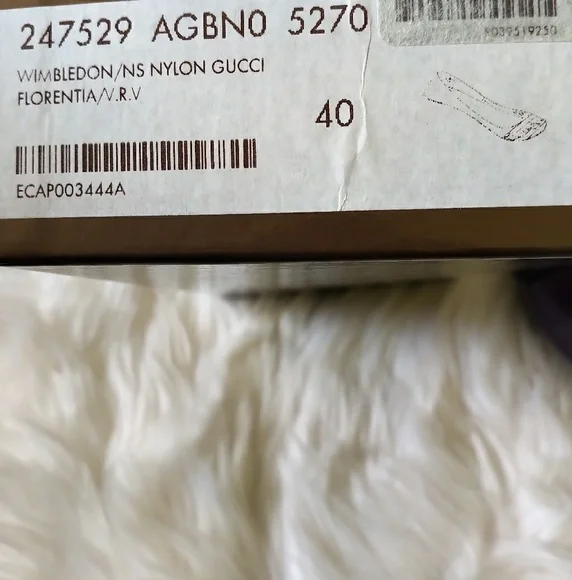 247529 AGBN0 5270
WIMBLEDON/NS NYLON GUCCI
FLORENTIA/V.R.V
40
ECAP003444A